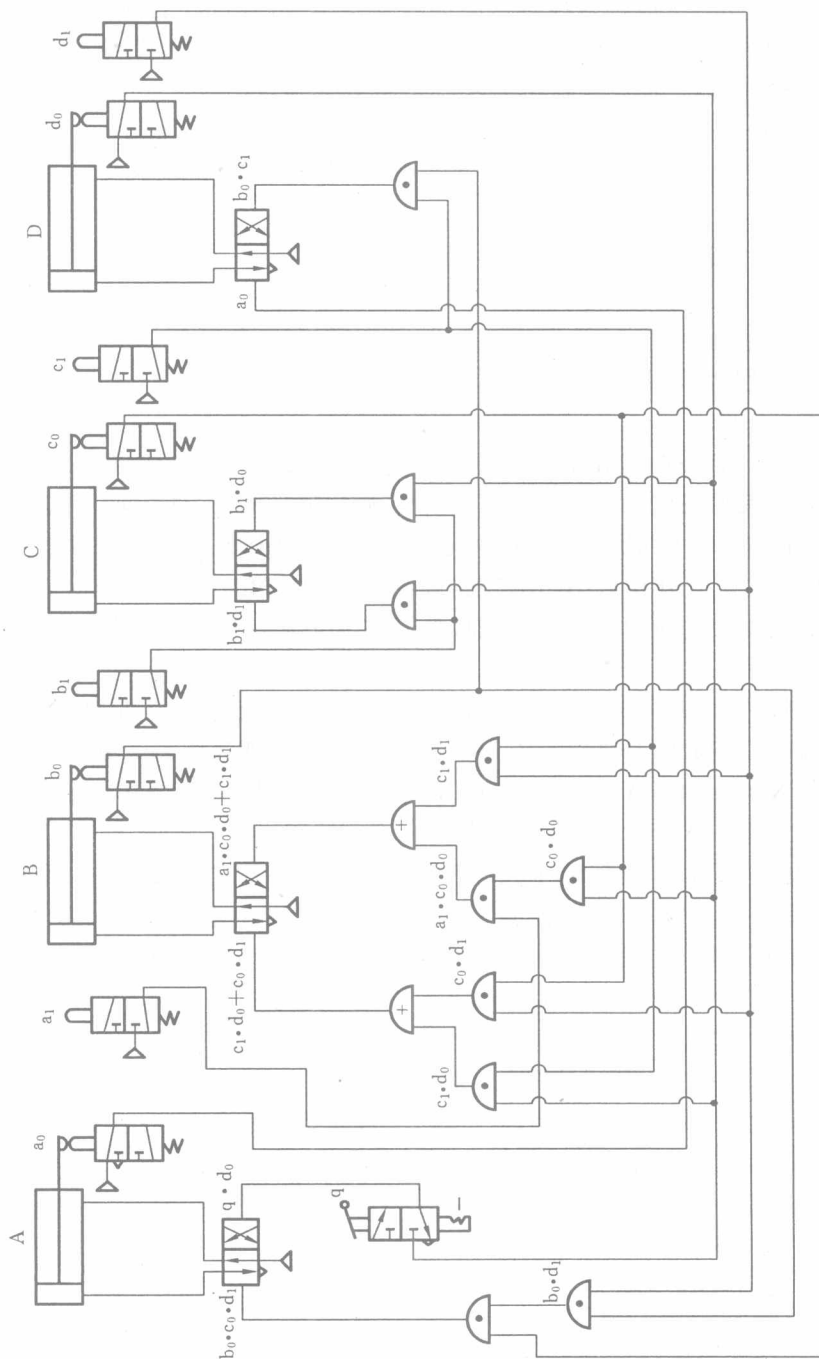 A
B
C
D
a₀
a₁
b₀
b₁
c₀
c₁
d₀
d₁
b₀•c₀•d₁
q•d₀
c₁•d₀+c₀•d₁
a₁•c₀•d₀+c₁•d₁
b₁•d₁
b₁•d₀
a₀
b₀•c₁
q
b₀•d₁
+
+
c₁•d₀
c₀•d₁
a₁•c₀•d₀
c₁•d₁
c₀•d₀